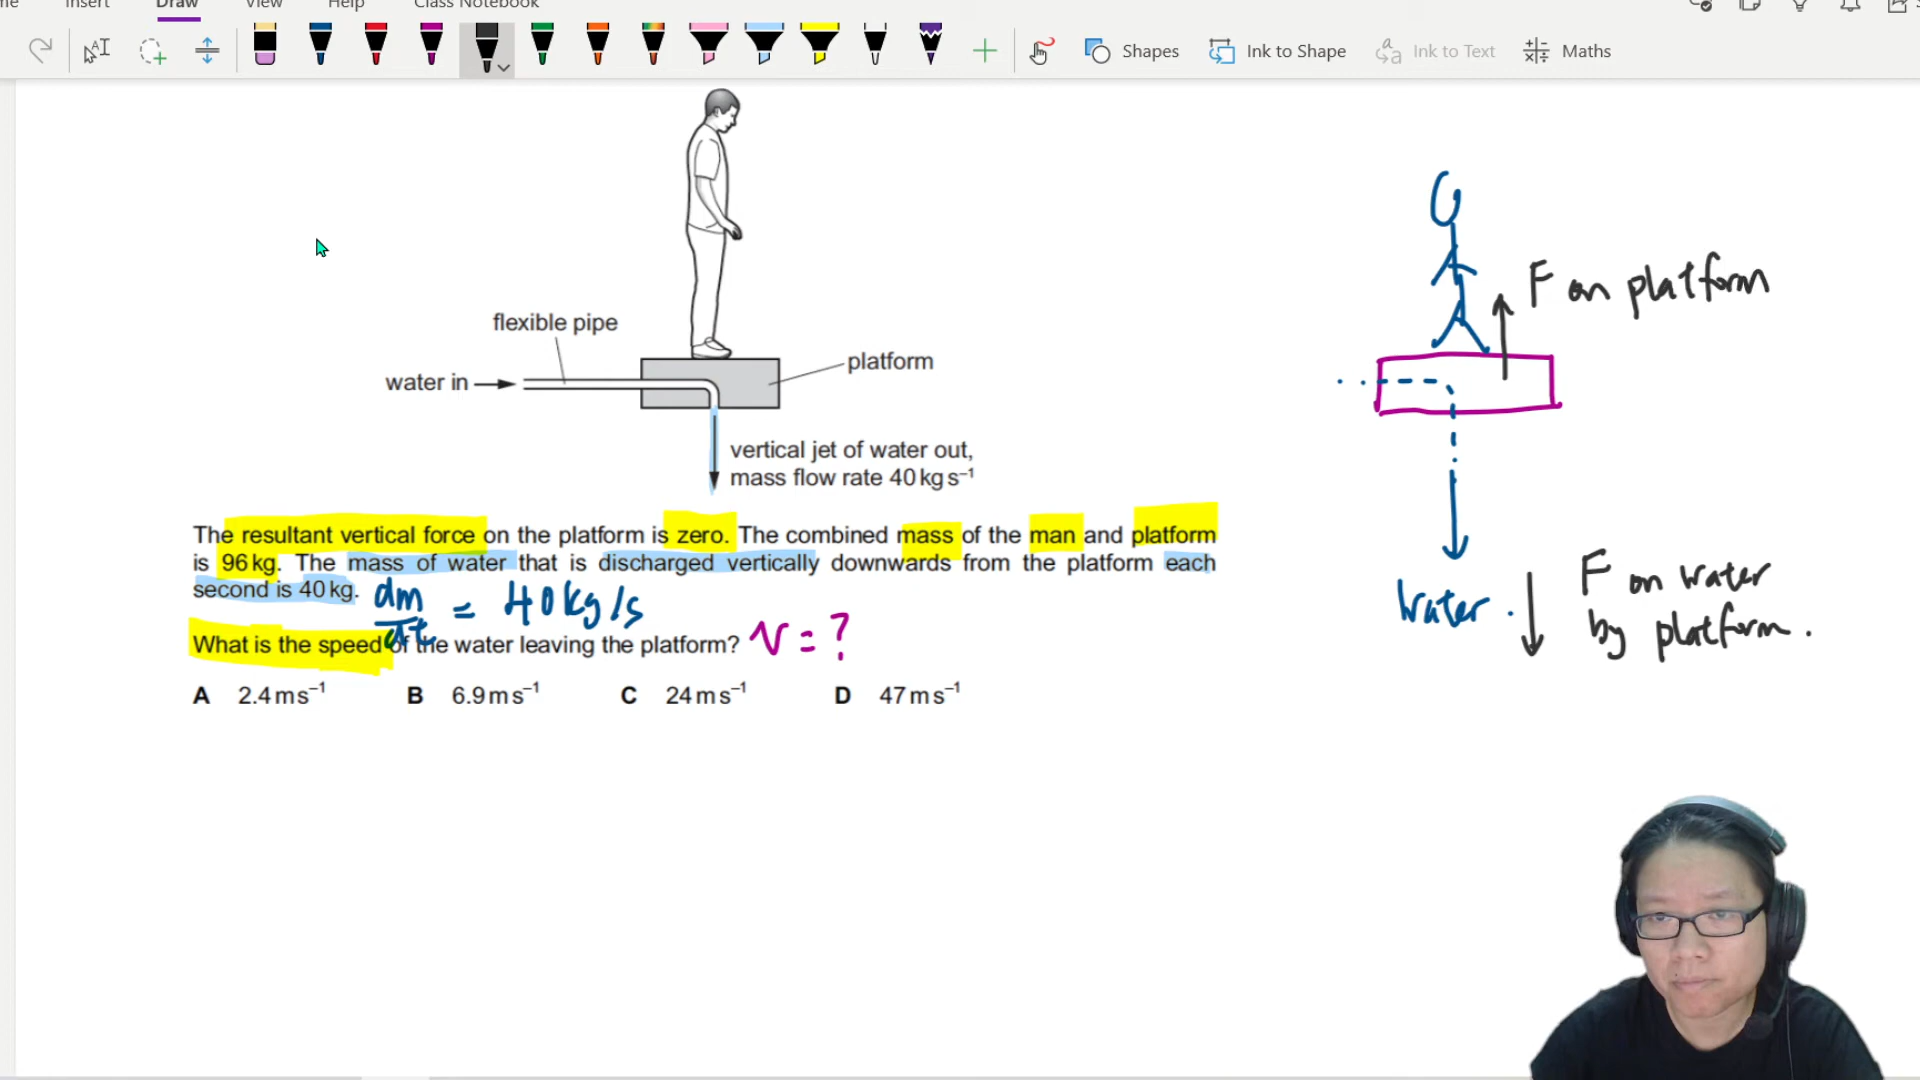 Insert Draw View Help Class Notebook
Shapes Ink to Shape Ink to Text Maths
flexible pipe
water in
platform
vertical jet of water out,
mass flow rate 40 kg s⁻¹
The resultant vertical force on the platform is zero. The combined mass of the man and platform
is 96 kg. The mass of water that is discharged vertically downwards from the platform each
second is 40 kg.
dm/dt = 40kg/s
What is the speed of the water leaving the platform?
v = ?
A 2.4 m s⁻¹ B 6.9 m s⁻¹ C 24 m s⁻¹ D 47 m s⁻¹
F on platform
Water.
F on water
by platform.